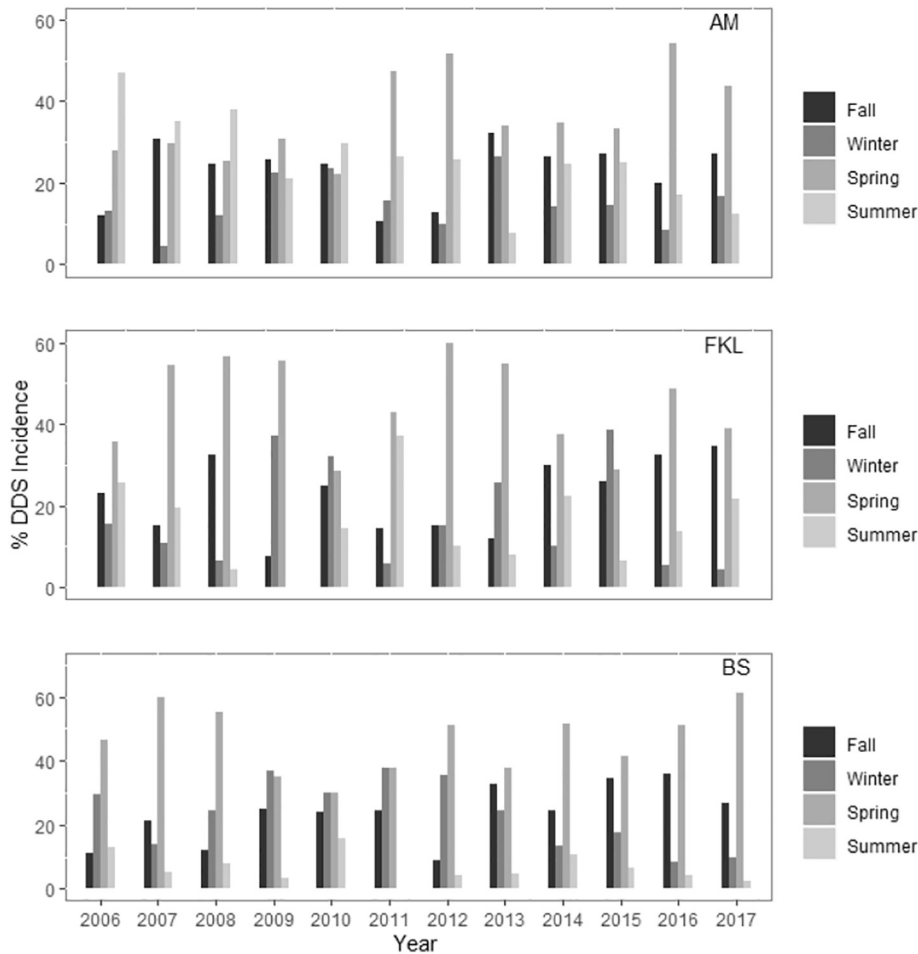 60
40
20
0
AM
Fall
Winter
Spring
Summer
% DDS Incidence
60
40
20
0
FKL
Fall
Winter
Spring
Summer
60
40
20
0
BS
Fall
Winter
Spring
Summer
2006 2007 2008 2009 2010 2011 2012 2013 2014 2015 2016 2017
Year